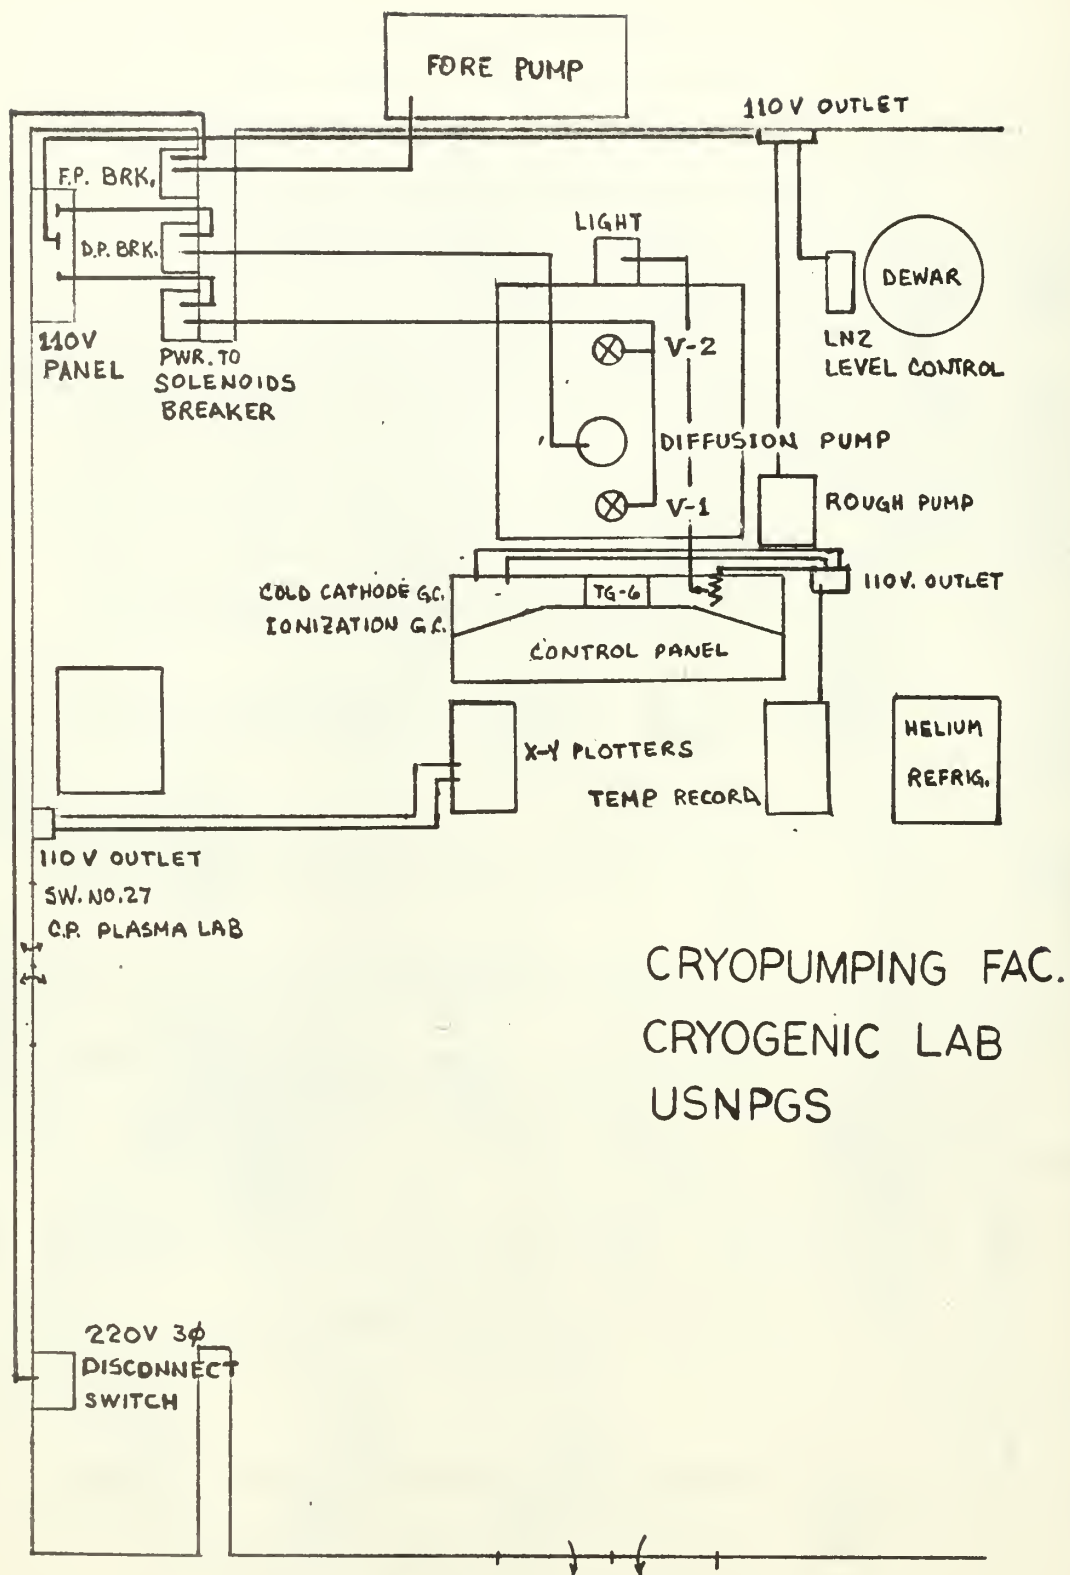 FORE PUMP
110 V OUTLET
F.P. BRK.
LIGHT
D.P. BRK.
DEWAR
110V
PANEL
PWR. TO
SOLENOIDS
BREAKER
V-2
LN2
LEVEL CONTROL
DIFFUSION PUMP
V-1
ROUGH PUMP
COLD CATHODE G.C.
IONIZATION G.C.
TG-6
110V. OUTLET
CONTROL PANEL
X-Y PLOTTERS
TEMP RECORD
HELIUM
REFRIG.
110 V OUTLET
SW. NO. 27
C.P. PLASMA LAB
CRYOPUMPING FAC.
CRYOGENIC LAB
USNPGS
220V 3ϕ
DISCONNECT
SWITCH